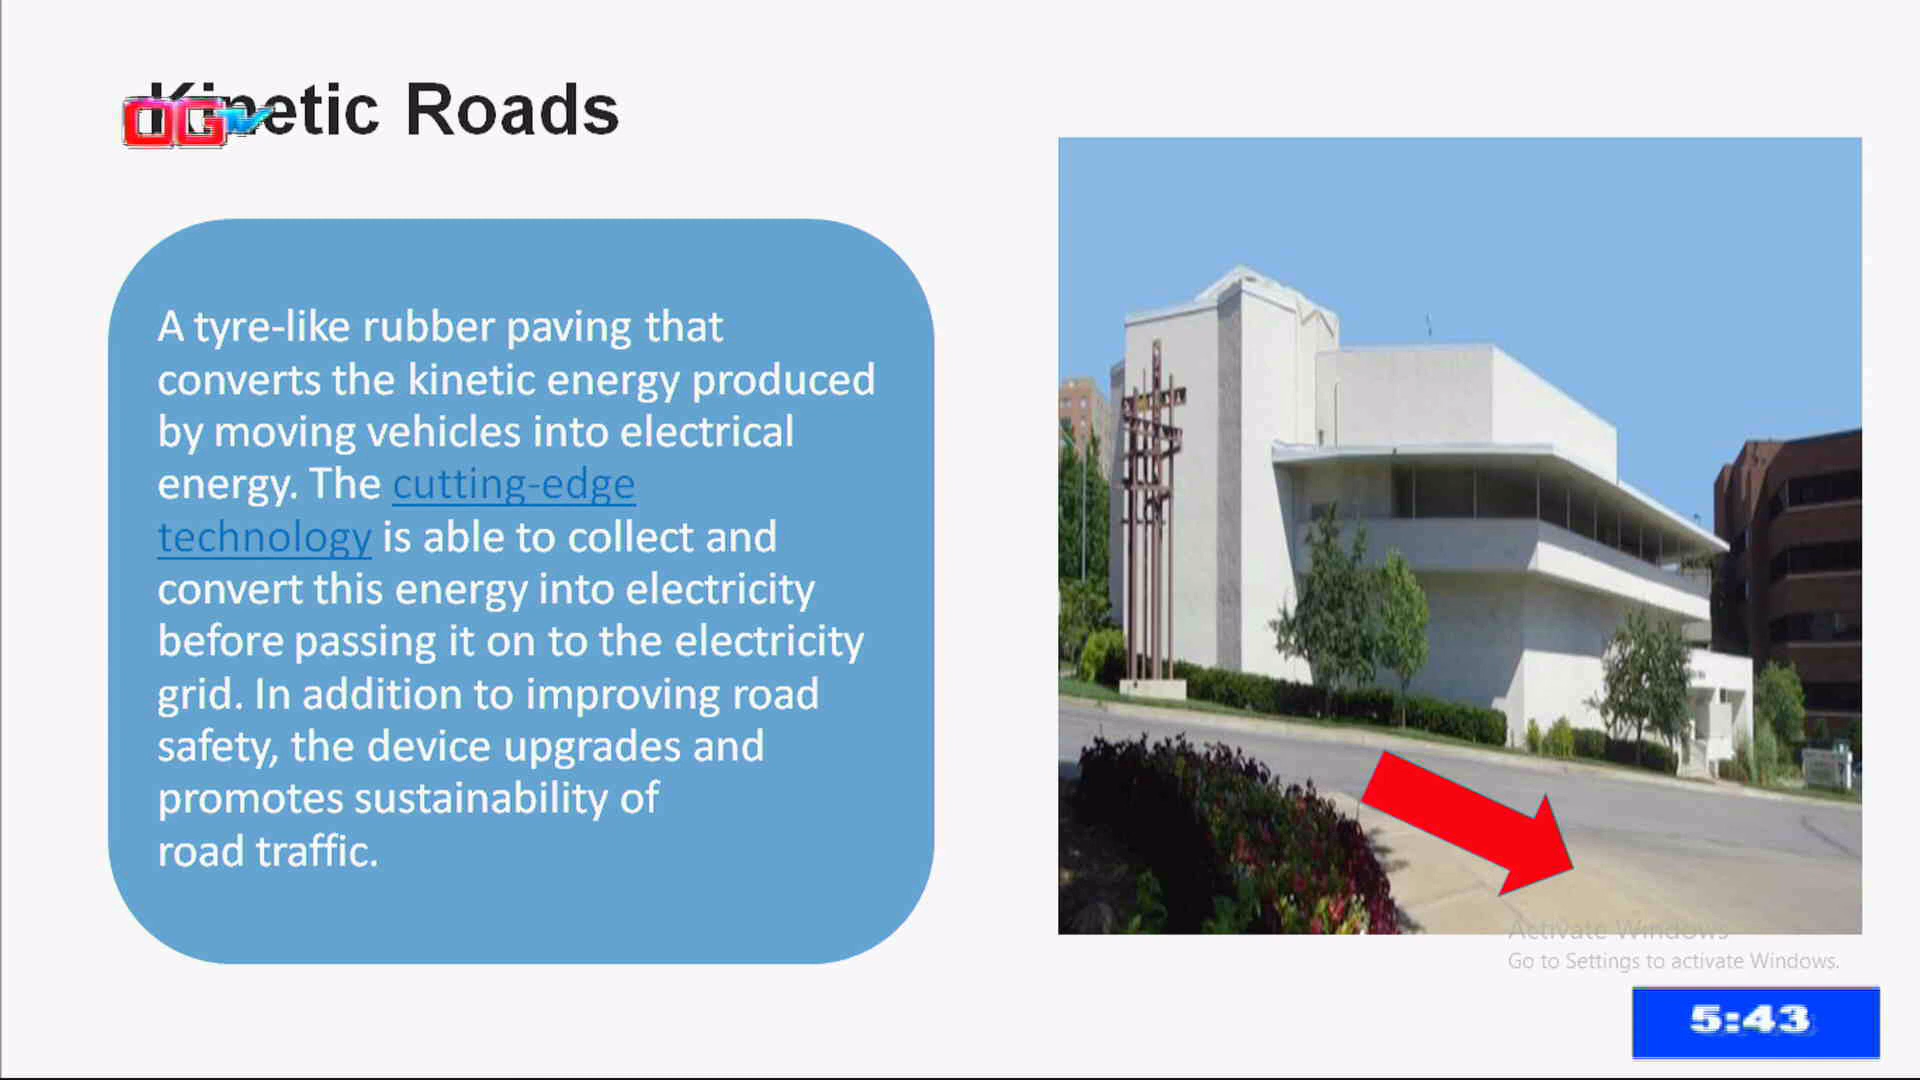 Kinetic Roads
OGTV
A tyre-like rubber paving that
converts the kinetic energy produced
by moving vehicles into electrical
energy. The cutting-edge
technology is able to collect and
convert this energy into electricity
before passing it on to the electricity
grid. In addition to improving road
safety, the device upgrades and
promotes sustainability of
road traffic.
Activate Windows
Go to Settings to activate Windows.
5:43